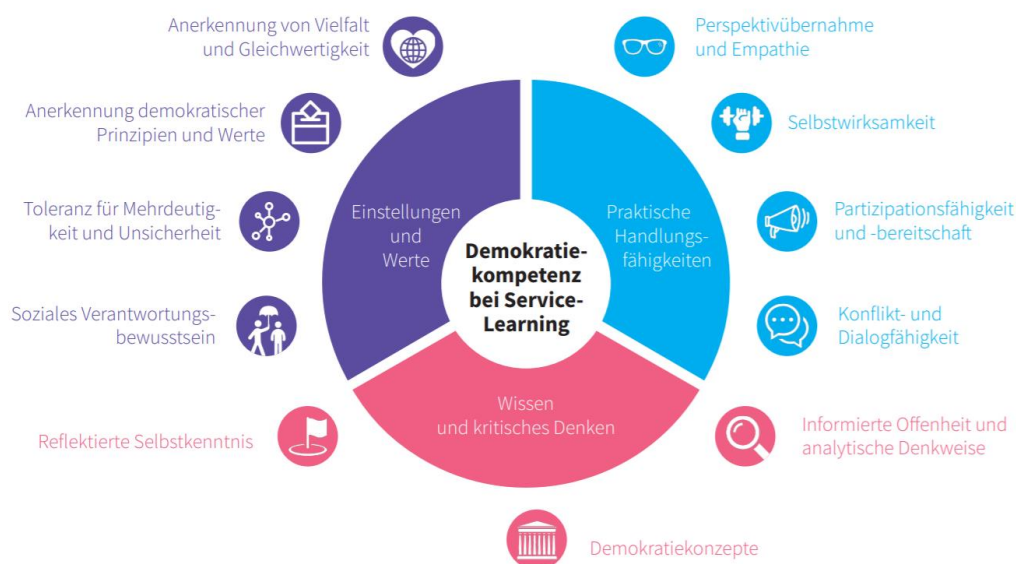 Anerkennung von Vielfalt
und Gleichwertigkeit
Anerkennung demokratischer
Prinzipien und Werte
Toleranz für Mehrdeutig-
keit und Unsicherheit
Soziales Verantwortungs-
bewusstsein
Reflektierte Selbstkenntnis
Einstellungen
und
Werte
Demokratie-
kompetenz
bei Service-
Learning
Praktische
Handlungs-
fähigkeiten
Wissen
und kritisches Denken
Perspektivübernahme
und Empathie
Selbstwirksamkeit
Partizipationsfähigkeit
und -bereitschaft
Konflikt- und
Dialogfähigkeit
Informierte Offenheit und
analytische Denkweise
Demokratiekonzepte